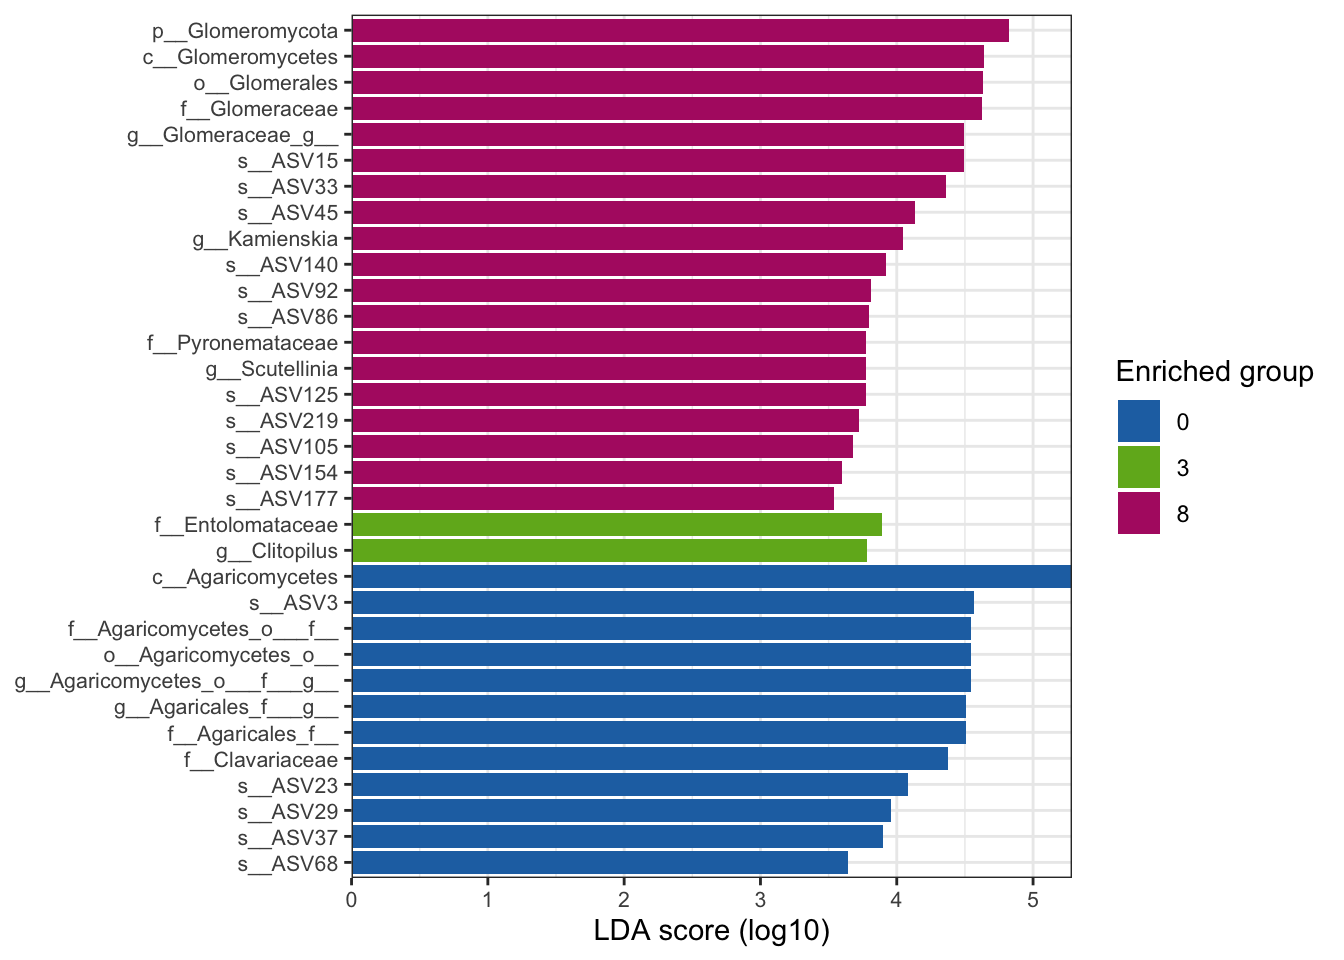 p__Glomeromycota
c__Glomeromycetes
o__Glomerales
f__Glomeraceae
g__Glomeraceae_g__
s__ASV15
s__ASV33
s__ASV45
g__Kamienskia
s__ASV140
s__ASV92
s__ASV86
f__Pyronemataceae
g__Scutellinia
s__ASV125
s__ASV219
s__ASV105
s__ASV154
s__ASV177
f__Entolomataceae
g__Clitopilus
c__Agaricomycetes
s__ASV3
f__Agaricomycetes_o___f__
o__Agaricomycetes_o__
g__Agaricomycetes_o___f___g__
g__Agaricales_f___g__
f__Agaricales_f__
f__Clavariaceae
s__ASV23
s__ASV29
s__ASV37
s__ASV68
0 1 2 3 4 5
LDA score (log10)
Enriched group
0
3
8